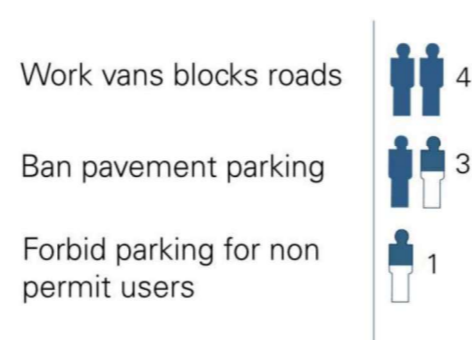 Work vans blocks roads 4
Ban pavement parking 3
Forbid parking for non
permit users 1